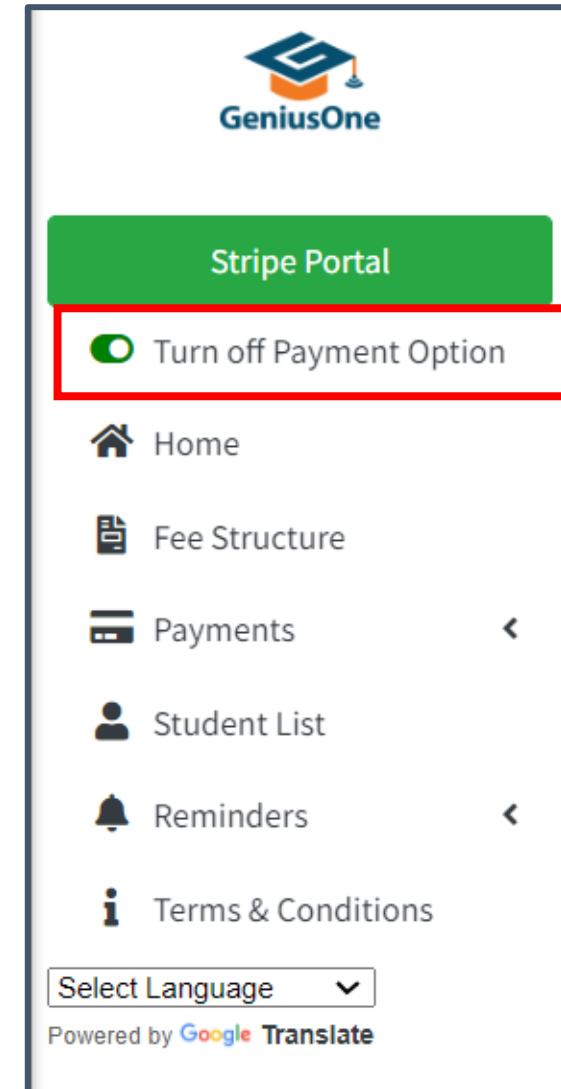 GeniusOne
Stripe Portal
Turn off Payment Option
Home
Fee Structure
Payments
Student List
Reminders
Terms & Conditions
Select Language
Powered by Google Translate